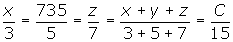 x/3 = 735/5 = z/7 = (x + y + z)/(3 + 5 + 7) = C/15